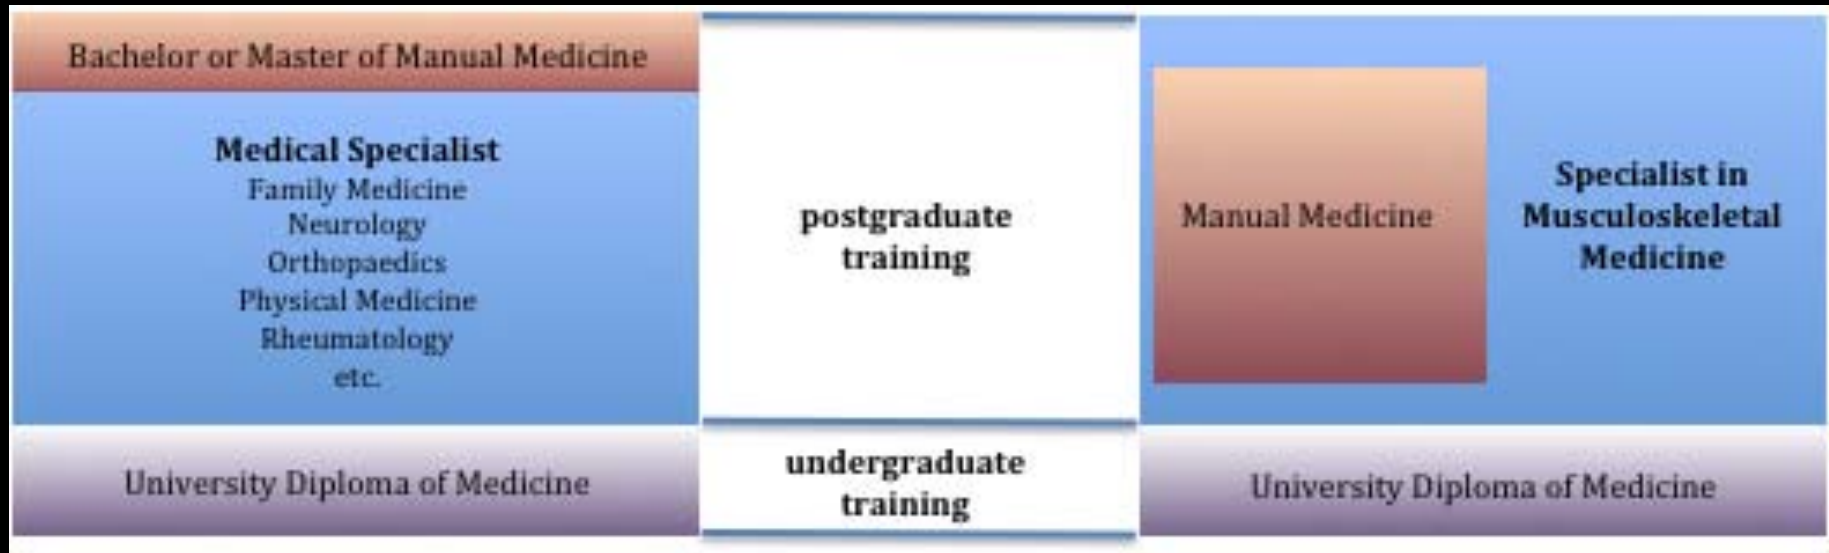 Bachelor or Master of Manual Medicine
Medical Specialist
Family Medicine
Neurology
Orthopaedics
Physical Medicine
Rheumatology
etc.
University Diploma of Medicine
postgraduate
training
undergraduate
training
Manual Medicine
Specialist in
Musculoskeletal
Medicine
University Diploma of Medicine